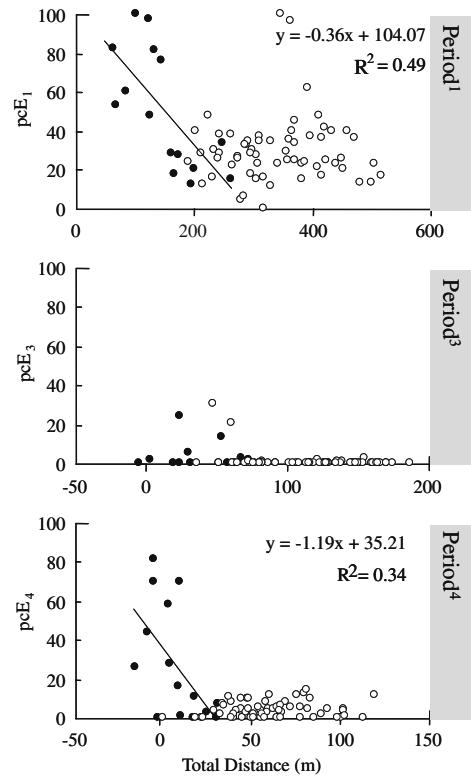 100
80
60
40
20
0
pcE₁
y = -0.36x + 104.07
R² = 0.49
Period¹
0 200 400 600
100
80
60
40
20
0
pcE₃
Period³
-50 0 100 200
100
80
60
40
20
0
pcE₄
y = -1.19x + 35.21
R² = 0.34
Period⁴
-50 0 50 100 150
Total Distance (m)